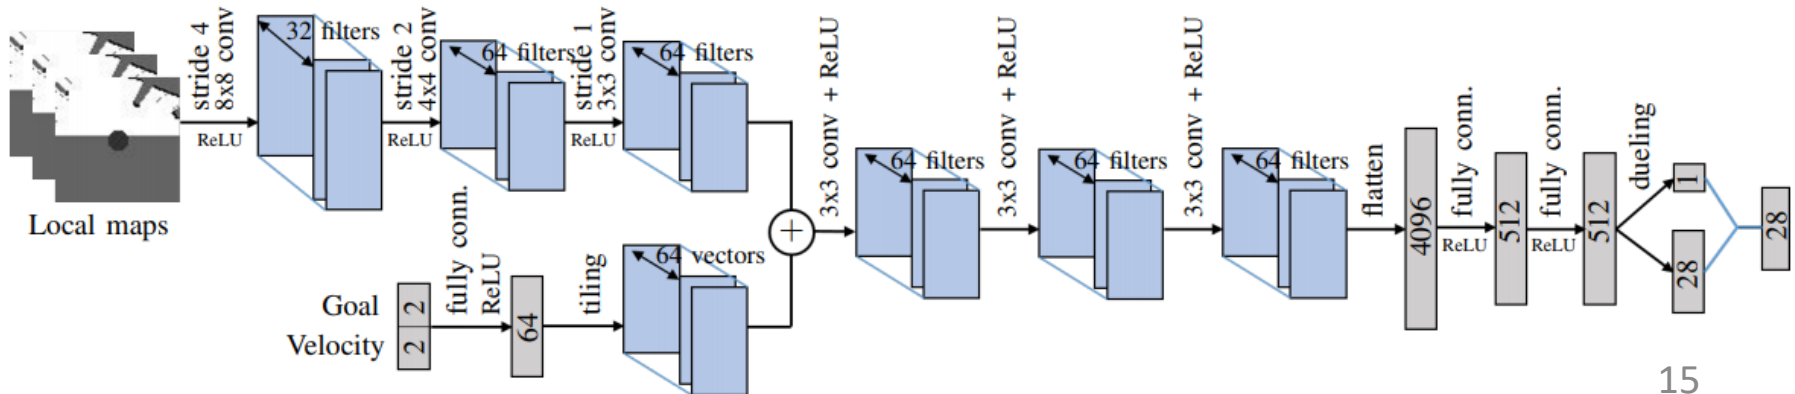 Local maps
stride 4
8x8 conv
ReLU
32 filters
stride 2
4x4 conv
ReLU
64 filters
stride 1
3x3 conv
ReLU
64 filters
Goal
Velocity
2
2
fully conn.
ReLU
64
tiling
64 vectors
+
3x3 conv + ReLU
64 filters
3x3 conv + ReLU
64 filters
3x3 conv + ReLU
64 filters
flatten
4096
fully conn.
ReLU
512
fully conn.
ReLU
512
dueling
1
28
28
15